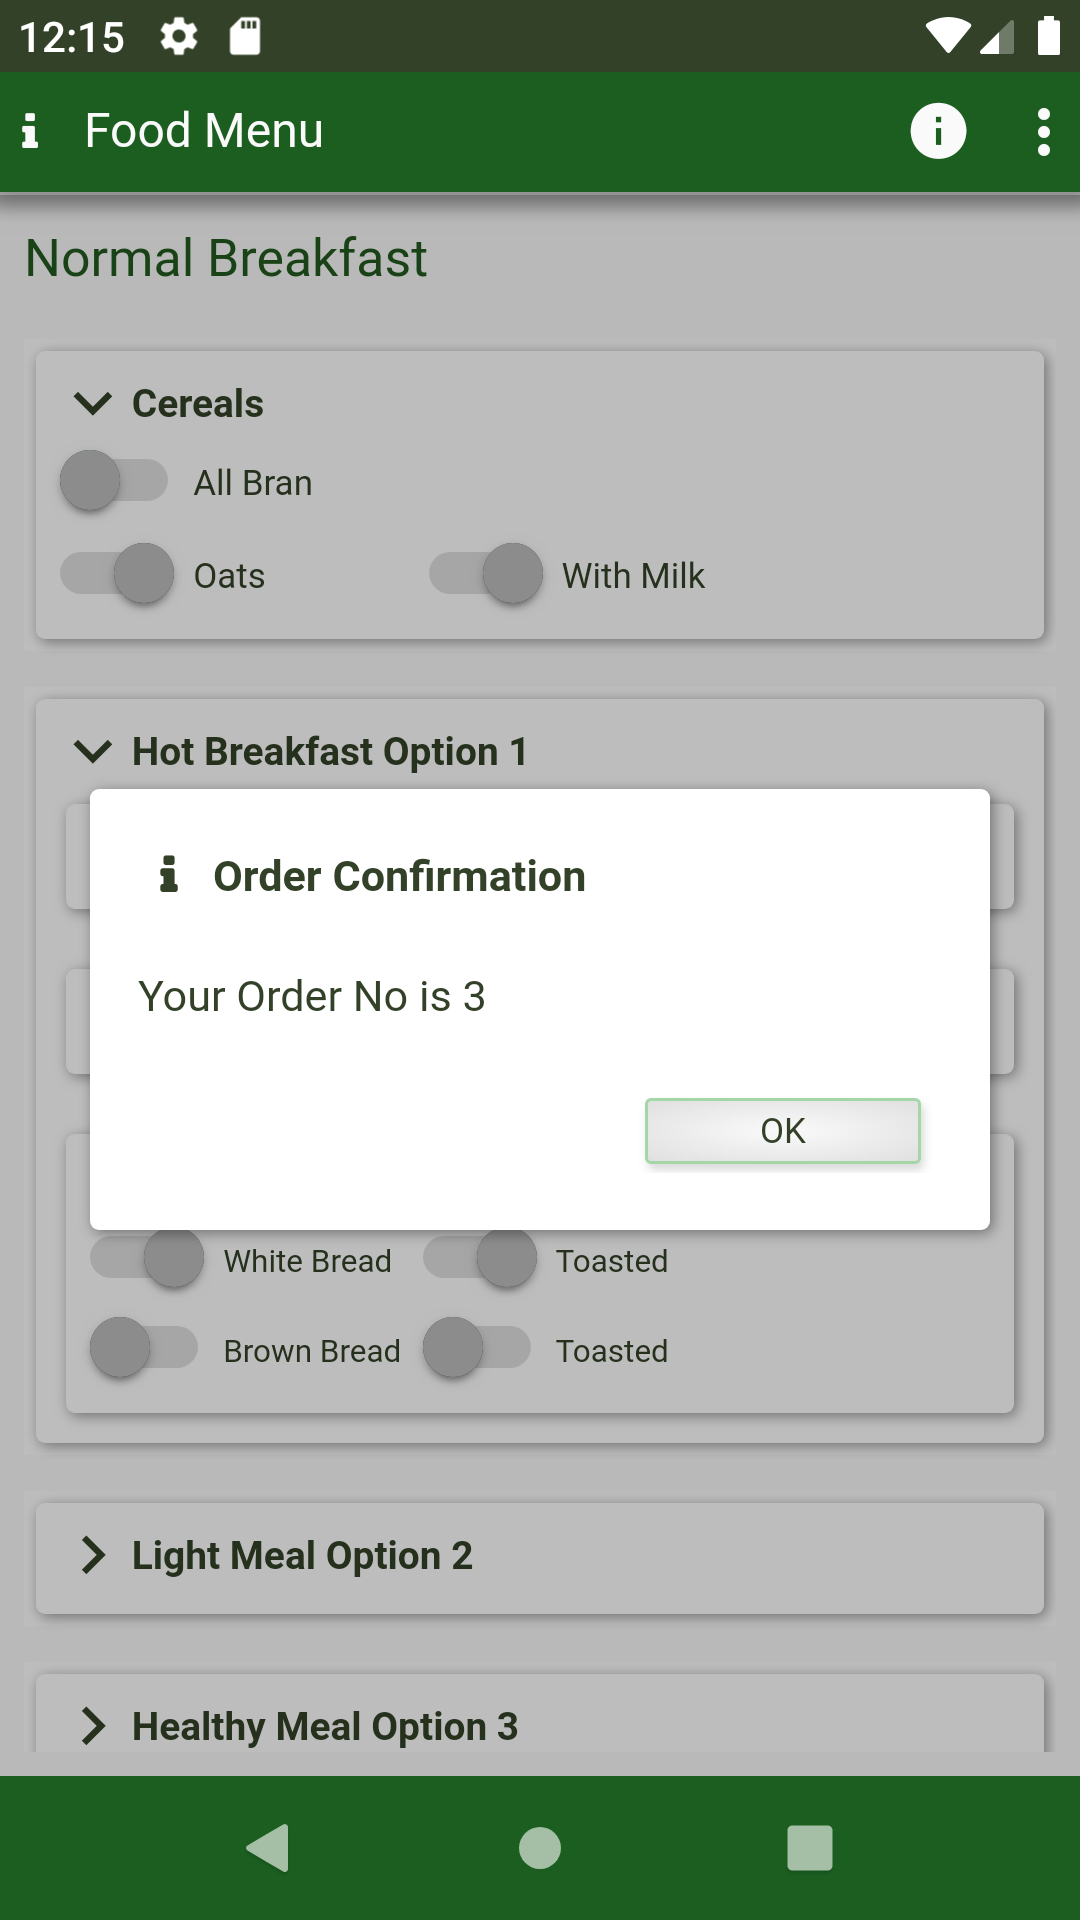 12:15
Food Menu
Normal Breakfast
Cereals
All Bran
Oats With Milk
Hot Breakfast Option 1
Order Confirmation
Your Order No is 3
OK
White Bread Toasted
Brown Bread Toasted
Light Meal Option 2
Healthy Meal Option 3